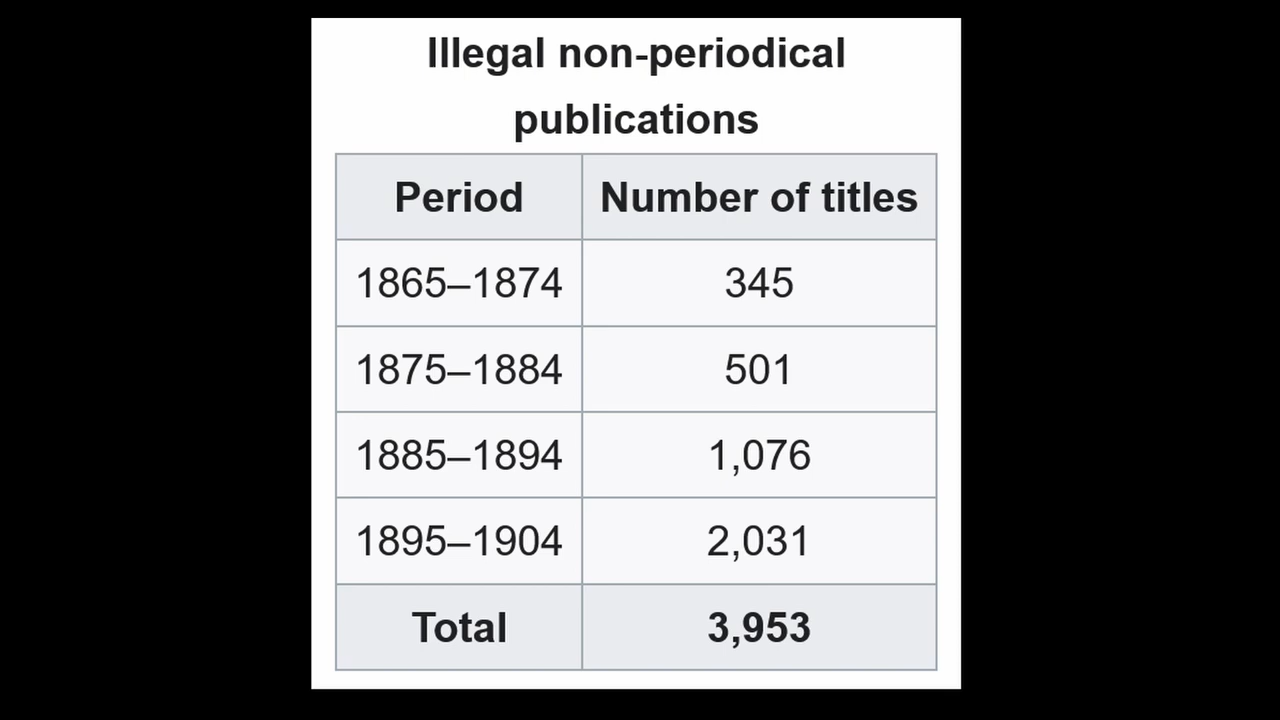 Illegal non-periodical
publications
Period Number of titles
1865–1874 345
1875–1884 501
1885–1894 1,076
1895–1904 2,031
Total 3,953